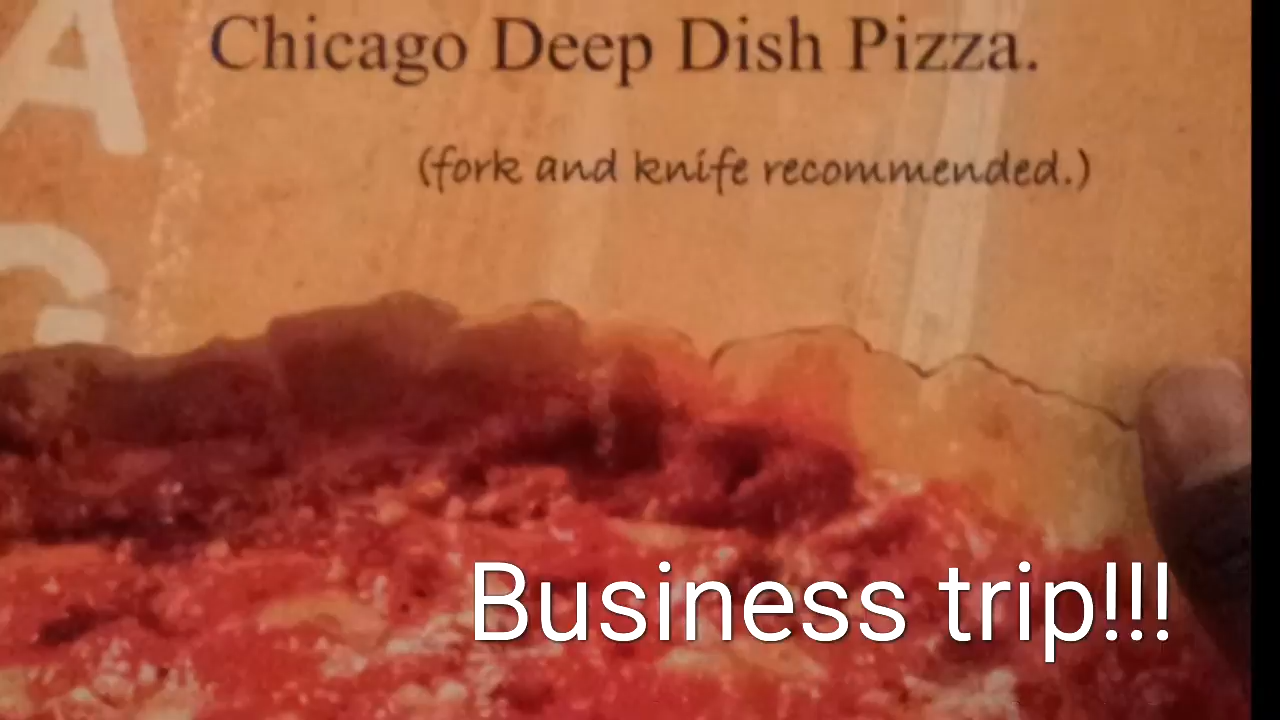 Chicago Deep Dish Pizza.
(fork and knife recommended.)
A
G
Business trip!!!